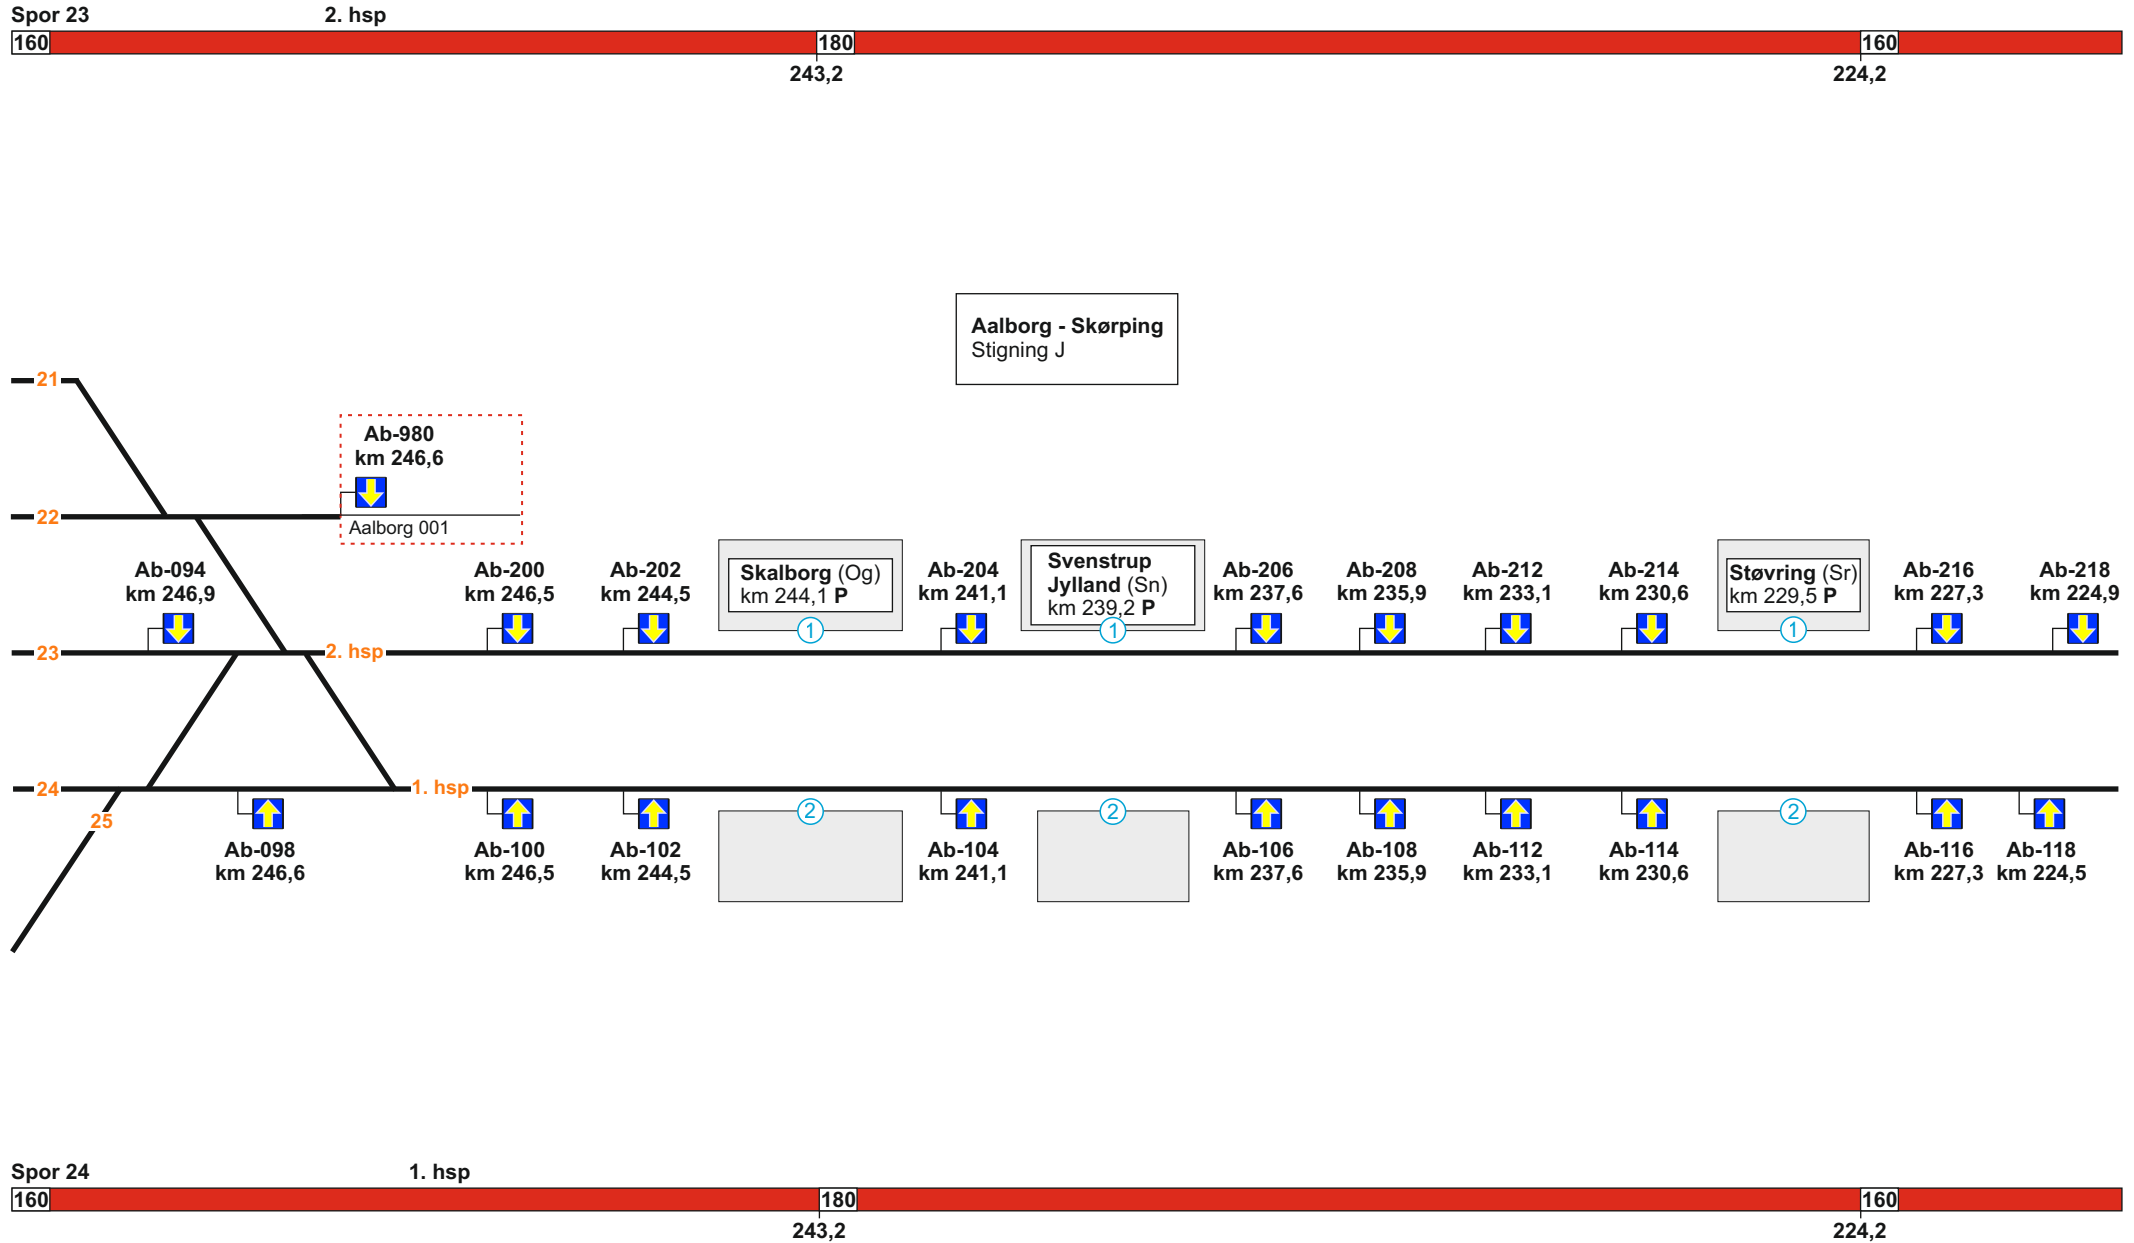 Spor 23 2. hsp
160 180 160
243,2 224,2
Aalborg - Skørping
Stigning J
21
Ab-980
km 246,6
22
Aalborg 001
Ab-094 Ab-200 Ab-202 Skalborg (Og) Ab-204 Svenstrup Ab-206 Ab-208 Ab-212 Ab-214 Støvring (Sr) Ab-216 Ab-218
km 246,9 km 246,5 km 244,5 km 244,1 P km 241,1 Jylland (Sn) km 237,6 km 235,9 km 233,1 km 230,6 km 229,5 P km 227,3 km 224,9
km 239,2 P
1 1 1
23 2. hsp
24 1. hsp
25 2 2 2
Ab-098 Ab-100 Ab-102 Ab-104 Ab-106 Ab-108 Ab-112 Ab-114 Ab-116 Ab-118
km 246,6 km 246,5 km 244,5 km 241,1 km 237,6 km 235,9 km 233,1 km 230,6 km 227,3 km 224,5
Spor 24 1. hsp
160 180 160
243,2 224,2